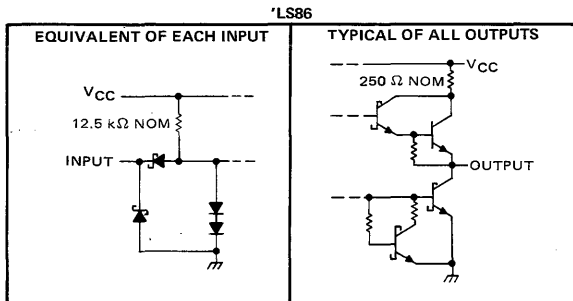 'LS86
EQUIVALENT OF EACH INPUT
VCC
12.5 kΩ NOM
INPUT
TYPICAL OF ALL OUTPUTS
VCC
250 Ω NOM
OUTPUT